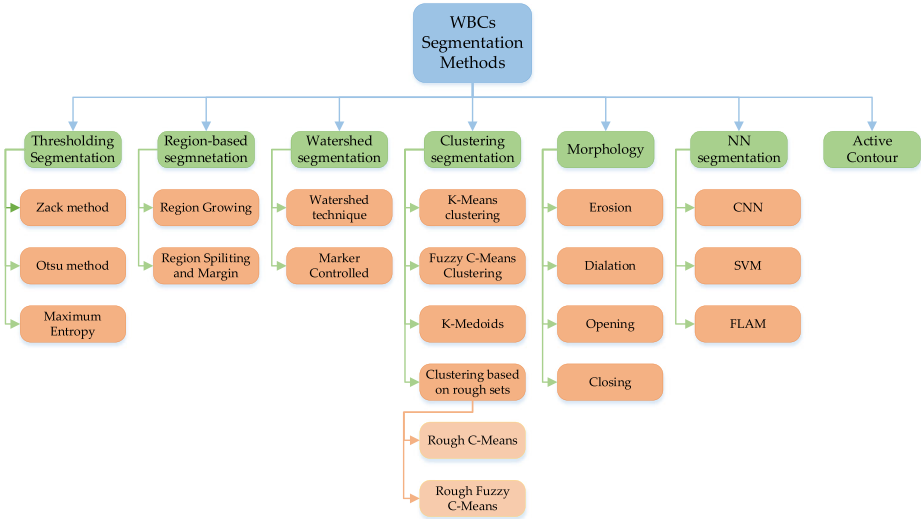 WBCs
Segmentation
Methods
Thresholding
Segmentation
Region-based
segmnetation
Watershed
segmentation
Clustering
segmentation
Morphology
NN
segmentation
Active
Contour
Zack method
Region Growing
Watershed
technique
K-Means
clustering
Erosion
CNN
Otsu method
Region Spiliting
and Margin
Marker
Controlled
Fuzzy C-Means
Clustering
Dialation
SVM
Maximum
Entropy
K-Medoids
Opening
FLAM
Clustering based
on rough sets
Closing
Rough C-Means
Rough Fuzzy
C-Means